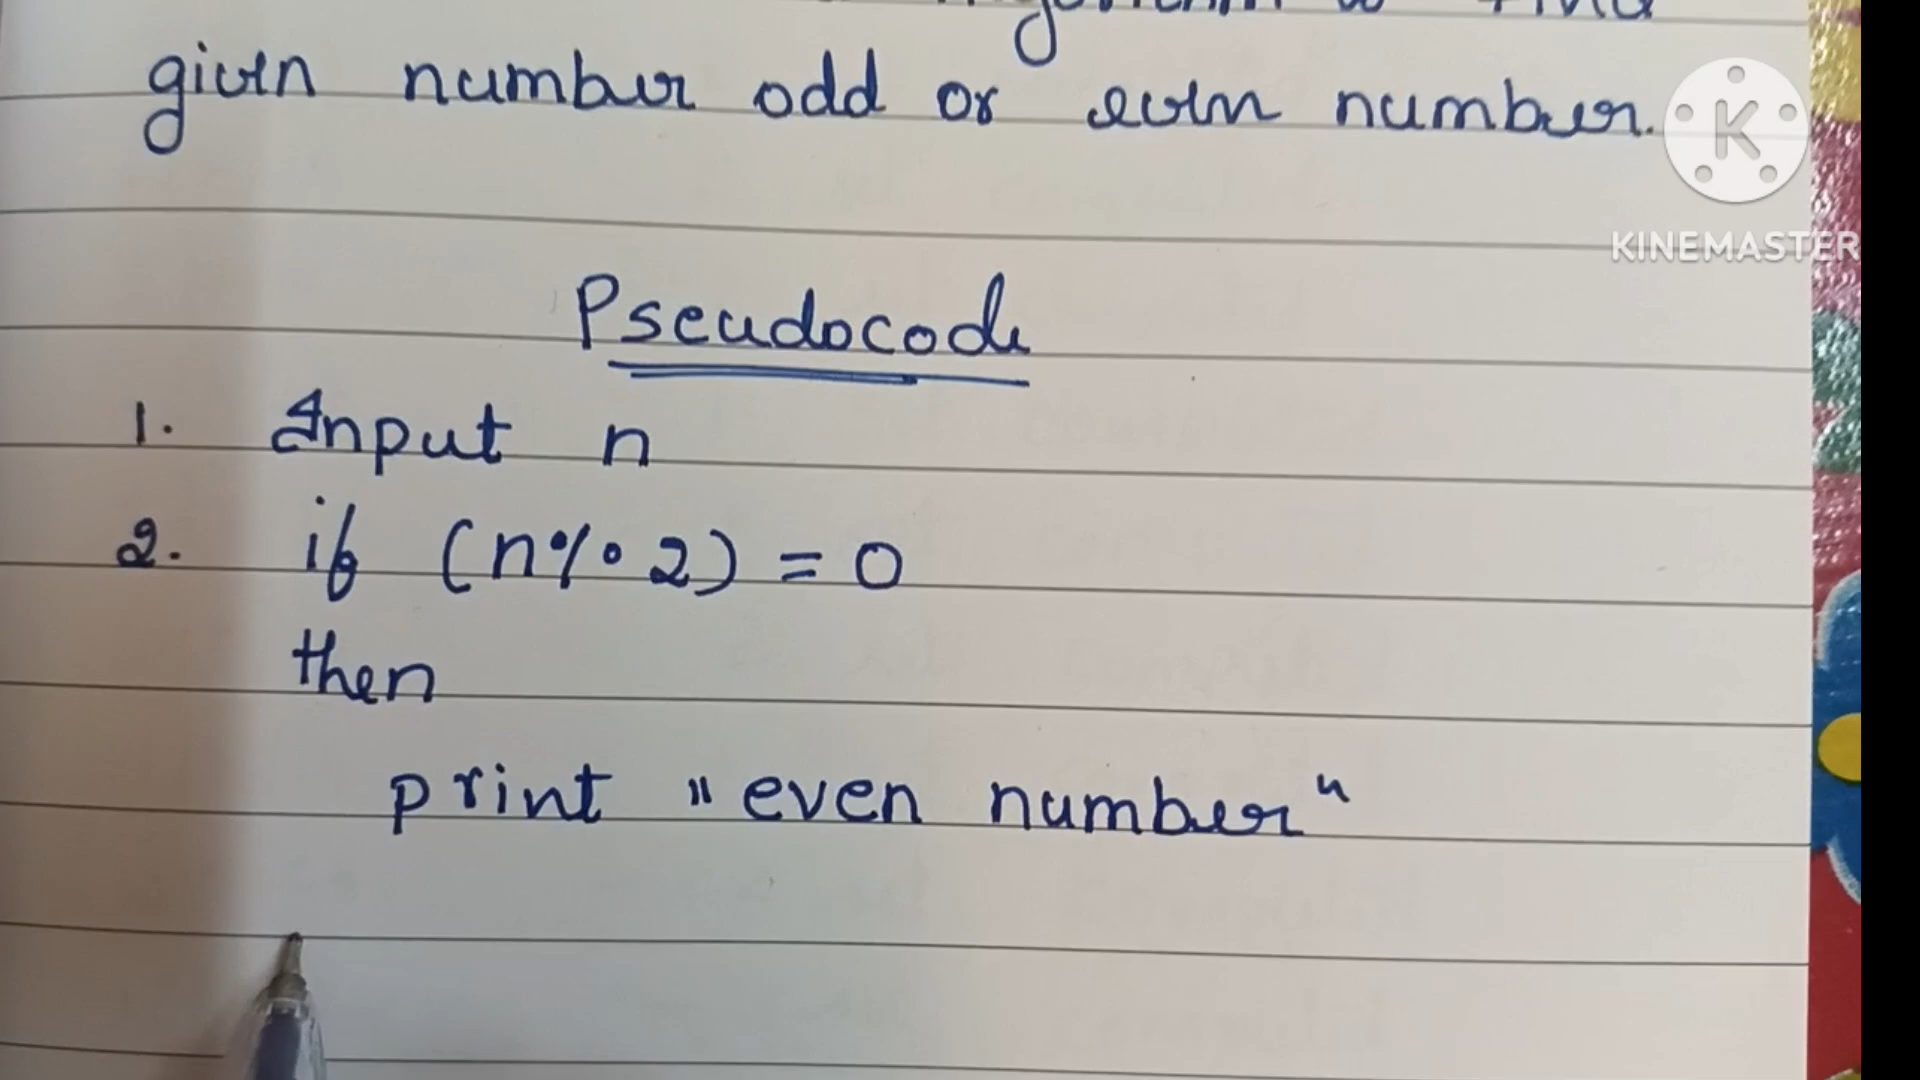 given number odd or even number.
K
KINEMASTER
Pseudocode
1. Input n
2. if (n%2) = 0
then
print "even number"